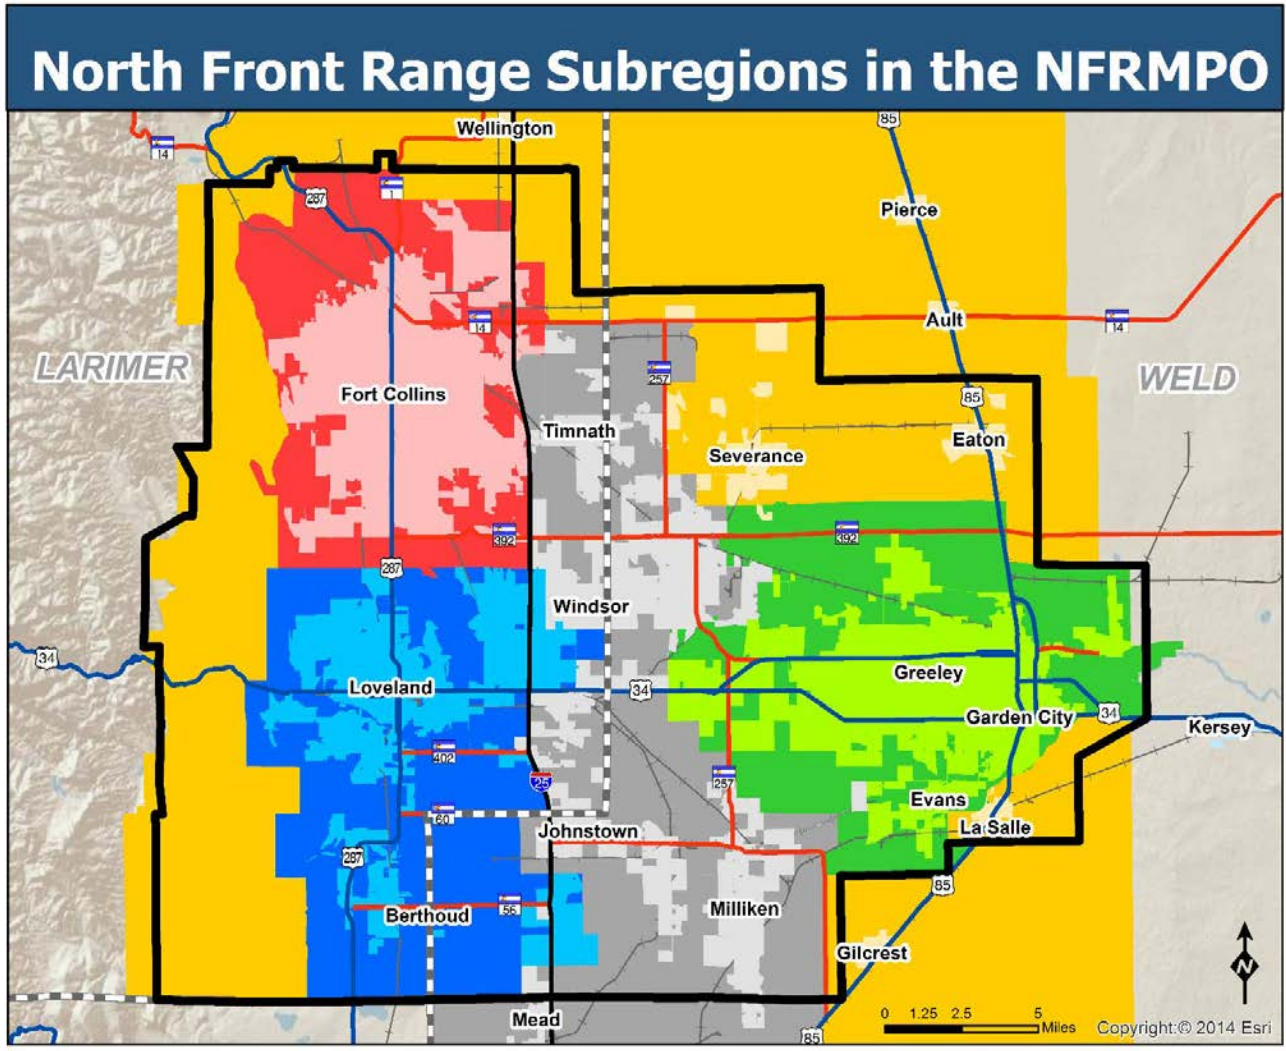 North Front Range Subregions in the NFRMPO
Wellington
85
14
1
287
Pierce
14
Ault
14
LARIMER
257
WELD
Fort Collins
85
Timnath
Eaton
Severance
392
392
287
Windsor
34
Loveland
34
Greeley
Garden City
34
Kersey
402
25
257
60
Evans
Johnstown
La Salle
287
85
56
Berthoud
Milliken
Gilcrest
N
Mead
0 1.25 2.5 5
Miles
85
Copyright:© 2014 Esri